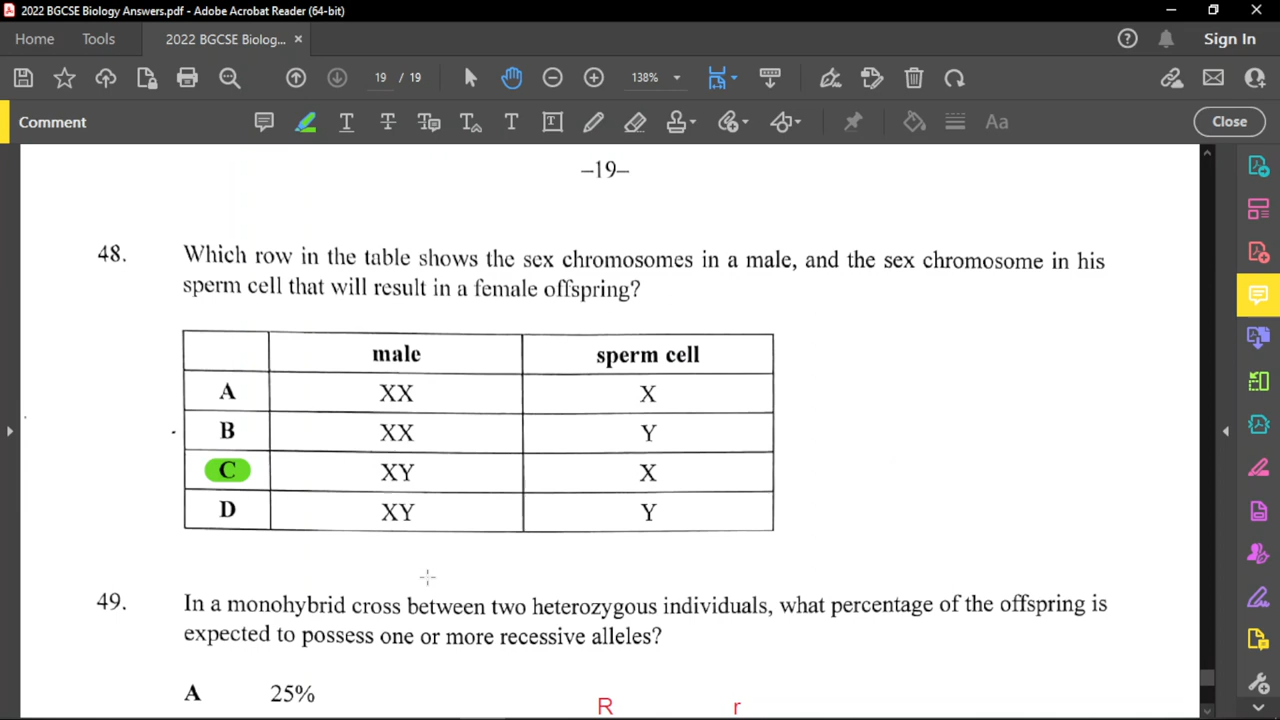 2022 BGCSE Biology Answers.pdf - Adobe Acrobat Reader (64-bit)
Home Tools 2022 BGCSE Biolog... × Sign In
19 / 19 138%
Comment Close
–19–
48. Which row in the table shows the sex chromosomes in a male, and the sex chromosome in his
sperm cell that will result in a female offspring?
male sperm cell
A XX X
B XX Y
C XY X
D XY Y
49. In a monohybrid cross between two heterozygous individuals, what percentage of the offspring is
expected to possess one or more recessive alleles?
A 25%
R r